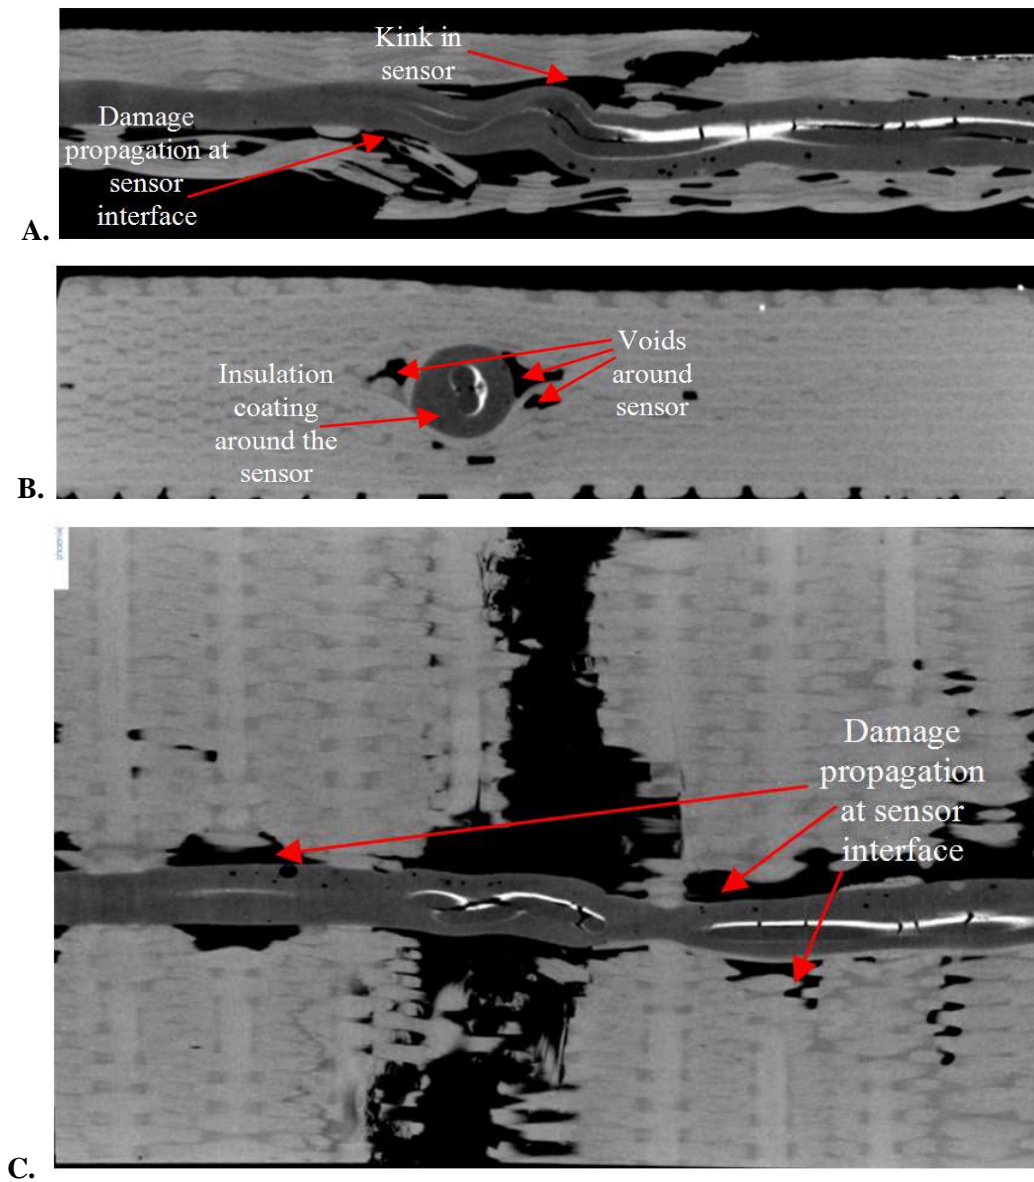 Kink in
sensor
Damage
propagation at
sensor
interface
A.
Insulation
coating
around the
sensor
Voids
around
sensor
B.
phoenix
Damage
propagation
at sensor
interface
C.